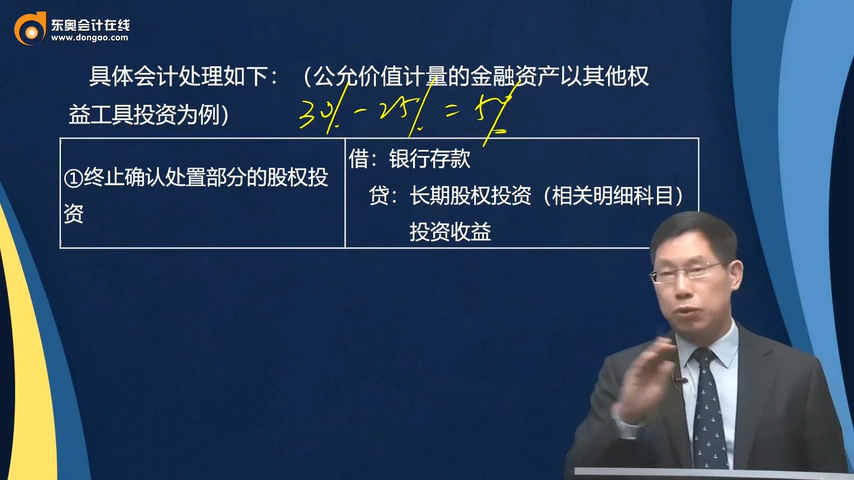 东奥会计在线
www.dongao.com
具体会计处理如下：（公允价值计量的金融资产以其他权
益工具投资为例）
30% - 25% = 5%
①终止确认处置部分的股权投
资
借：银行存款
贷：长期股权投资（相关明细科目）
投资收益